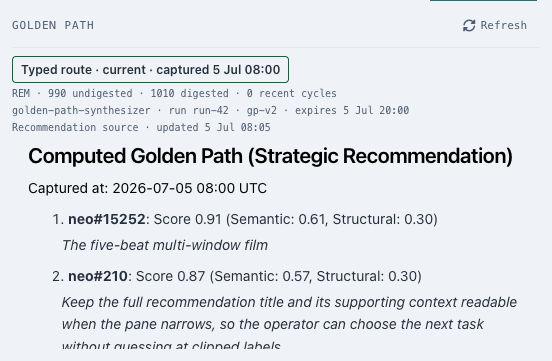 GOLDEN PATH
Refresh
Typed route · current · captured 5 Jul 08:00
REM · 990 undigested · 1010 digested · 0 recent cycles
golden-path-synthesizer · run run-42 · gp-v2 · expires 5 Jul 20:00
Recommendation source · updated 5 Jul 08:05
Computed Golden Path (Strategic Recommendation)
Captured at: 2026-07-05 08:00 UTC
1. neo#15252: Score 0.91 (Semantic: 0.61, Structural: 0.30)
The five-beat multi-window film
2. neo#210: Score 0.87 (Semantic: 0.57, Structural: 0.30)
Keep the full recommendation title and its supporting context readable
when the pane narrows, so the operator can choose the next task
without guessing at clipped labels